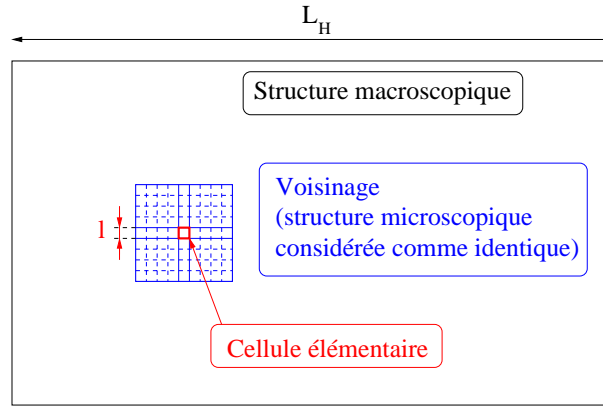 L_H
Structure macroscopique
Voisinage
(structure microscopique
considérée comme identique)
l
Cellule élémentaire